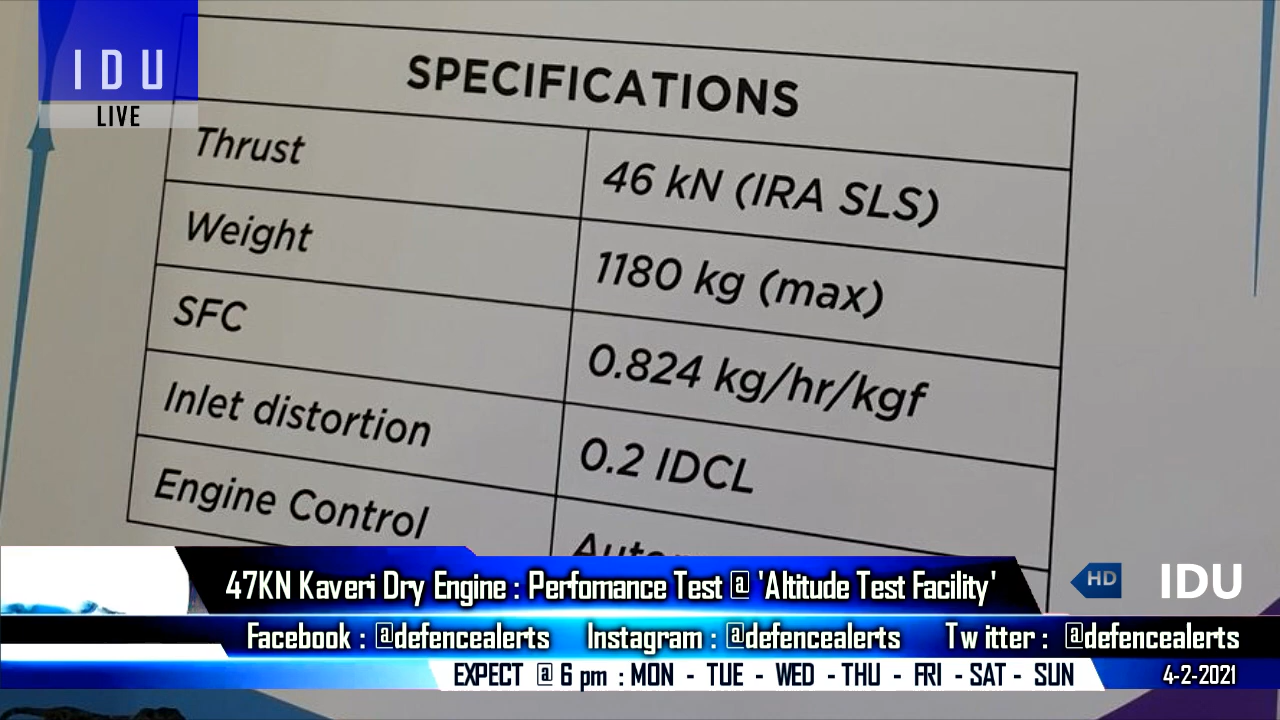 IDU
LIVE
SPECIFICATIONS
Thrust 46 kN (IRA SLS)
Weight 1180 kg (max)
SFC 0.824 kg/hr/kgf
Inlet distortion 0.2 IDCL
Engine Control
47KN Kaveri Dry Engine : Perfomance Test @ 'Altitude Test Facility'
HD IDU
Facebook : @defencealerts Instagram : @defencealerts Tw itter : @defencealerts
EXPECT @ 6 pm : MON - TUE - WED - THU - FRI - SAT - SUN 4-2-2021